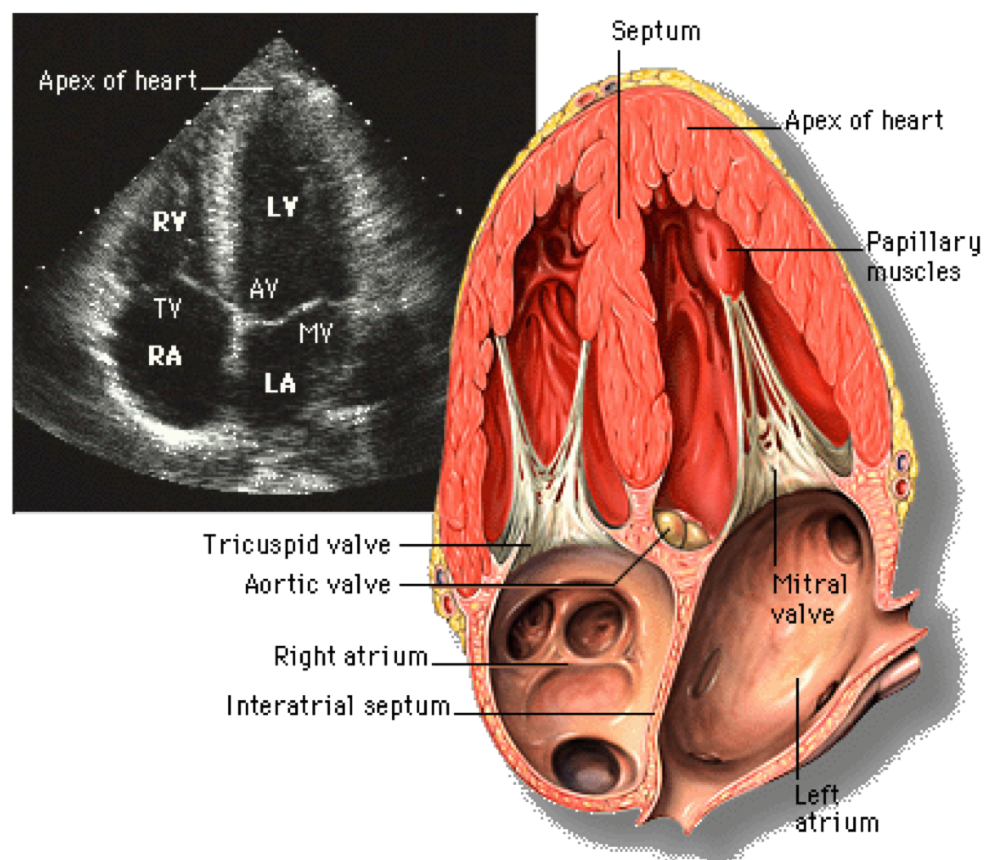 Septum
Apex of heart
Apex of heart
RV
LV
Papillary
muscles
AV
TV
MV
RA
LA
Tricuspid valve
Aortic valve
Mitral
valve
Right atrium
Interatrial septum
Left
atrium